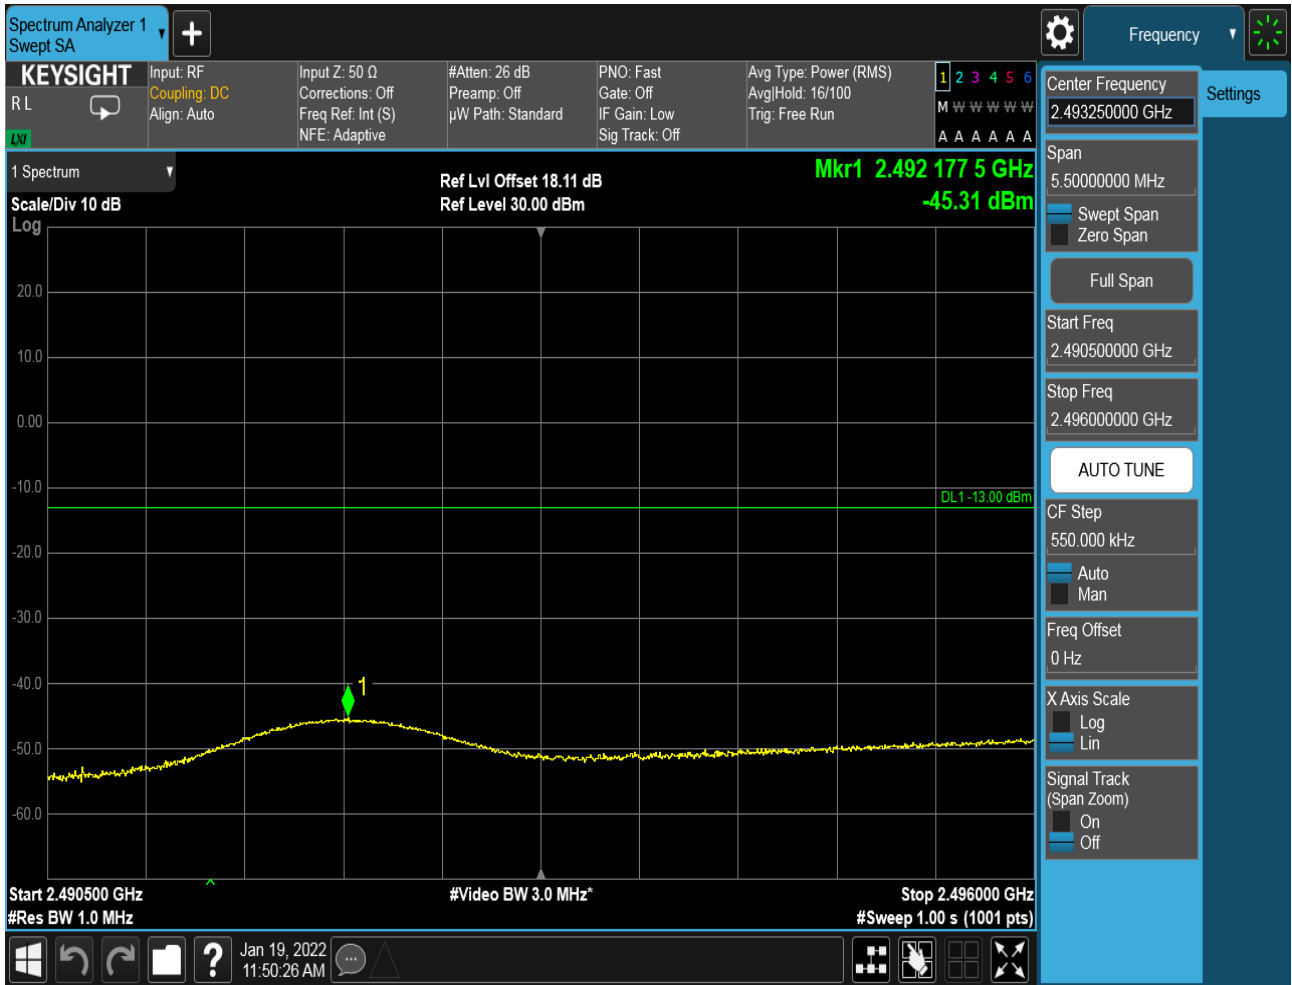 Spectrum Analyzer 1
Swept SA
Frequency
KEYSIGHT
R L
LXI
Input: RF
Coupling: DC
Align: Auto
Input Z: 50 Ω
Corrections: Off
Freq Ref: Int (S)
NFE: Adaptive
#Atten: 26 dB
Preamp: Off
µW Path: Standard
PNO: Fast
Gate: Off
IF Gain: Low
Sig Track: Off
Avg Type: Power (RMS)
Avg|Hold: 16/100
Trig: Free Run
1 2 3 4 5 6
M W W W W W
A A A A A A
1 Spectrum
Scale/Div 10 dB
Log
Ref Lvl Offset 18.11 dB
Ref Level 30.00 dBm
Mkr1 2.492 177 5 GHz
-45.31 dBm
20.0
10.0
0.00
-10.0
-20.0
-30.0
-40.0
-50.0
-60.0
DL1 -13.00 dBm
1
Start 2.490500 GHz
#Res BW 1.0 MHz
#Video BW 3.0 MHz*
Stop 2.496000 GHz
#Sweep 1.00 s (1001 pts)
Jan 19, 2022
11:50:26 AM
Center Frequency
2.493250000 GHz
Settings
Span
5.50000000 MHz
Swept Span
Zero Span
Full Span
Start Freq
2.490500000 GHz
Stop Freq
2.496000000 GHz
AUTO TUNE
CF Step
550.000 kHz
Auto
Man
Freq Offset
0 Hz
X Axis Scale
Log
Lin
Signal Track
(Span Zoom)
On
Off